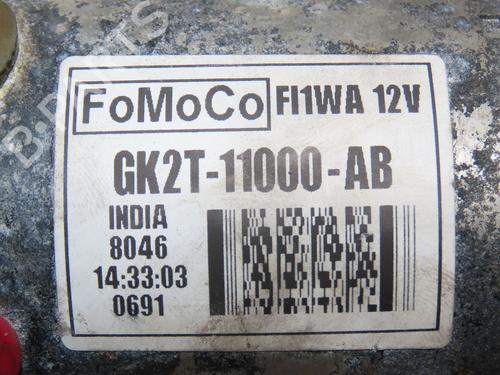 FoMoCo FI1WA 12V
GK2T-11000-AB
INDIA
8046
14:33:03
0691